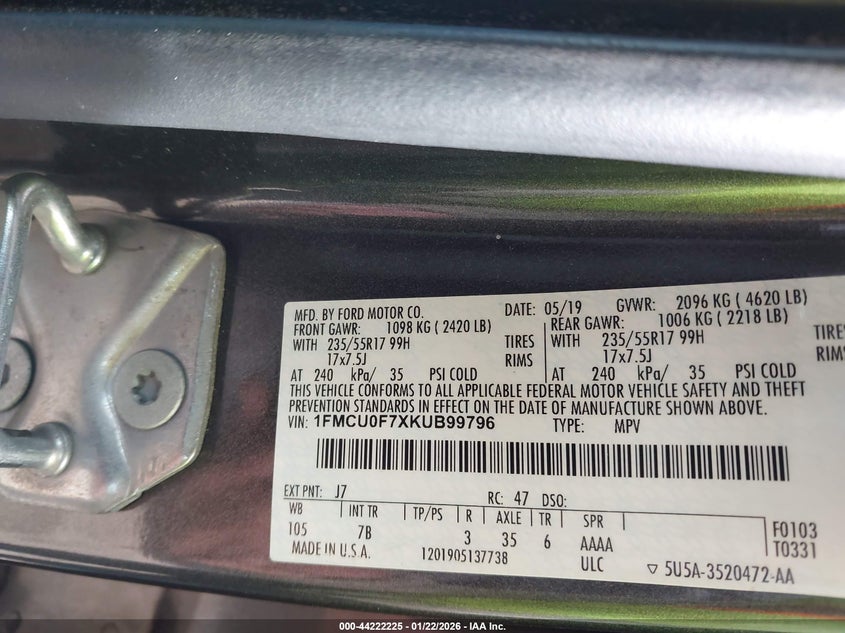 MFD. BY FORD MOTOR CO. DATE: 05/19 GVWR: 2096 KG ( 4620 LB)
FRONT GAWR: 1098 KG ( 2420 LB) REAR GAWR: 1006 KG ( 2218 LB)
WITH 235/55R17 99H TIRES WITH 235/55R17 99H TIRES
17x7.5J RIMS 17x7.5J RIMS
AT 240 kPa/ 35 PSI COLD AT 240 kPa/ 35 PSI COLD
THIS VEHICLE CONFORMS TO ALL APPLICABLE FEDERAL MOTOR VEHICLE SAFETY AND THEFT
PREVENTION STANDARDS IN EFFECT ON THE DATE OF MANUFACTURE SHOWN ABOVE.
VIN: 1FMCU0F7XKUB99796 TYPE: MPV
EXT PNT: J7 RC: 47 DSO:
WB INT TR TP/PS R AXLE TR SPR
105 7B 3 35 6 AAAA F0103
MADE IN U.S.A. 1201905137738 ULC T0331
▽ 5U5A-3520472-AA
000-44222225 - 01/22/2026 - IAA Inc.